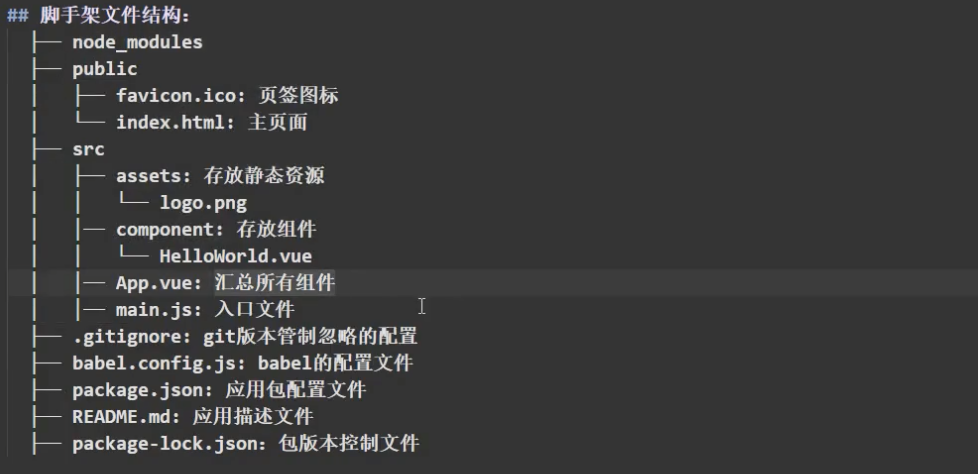 ## 脚手架文件结构：
├── node_modules
├── public
│   ├── favicon.ico: 页签图标
│   └── index.html: 主页面
├── src
│   ├── assets: 存放静态资源
│   │   └── logo.png
│   │── component: 存放组件
│   │   └── HelloWorld.vue
│   │── App.vue: 汇总所有组件
│   │── main.js: 入口文件
├── .gitignore: git版本管制忽略的配置
├── babel.config.js: babel的配置文件
├── package.json: 应用包配置文件
├── README.md: 应用描述文件
├── package-lock.json：包版本控制文件